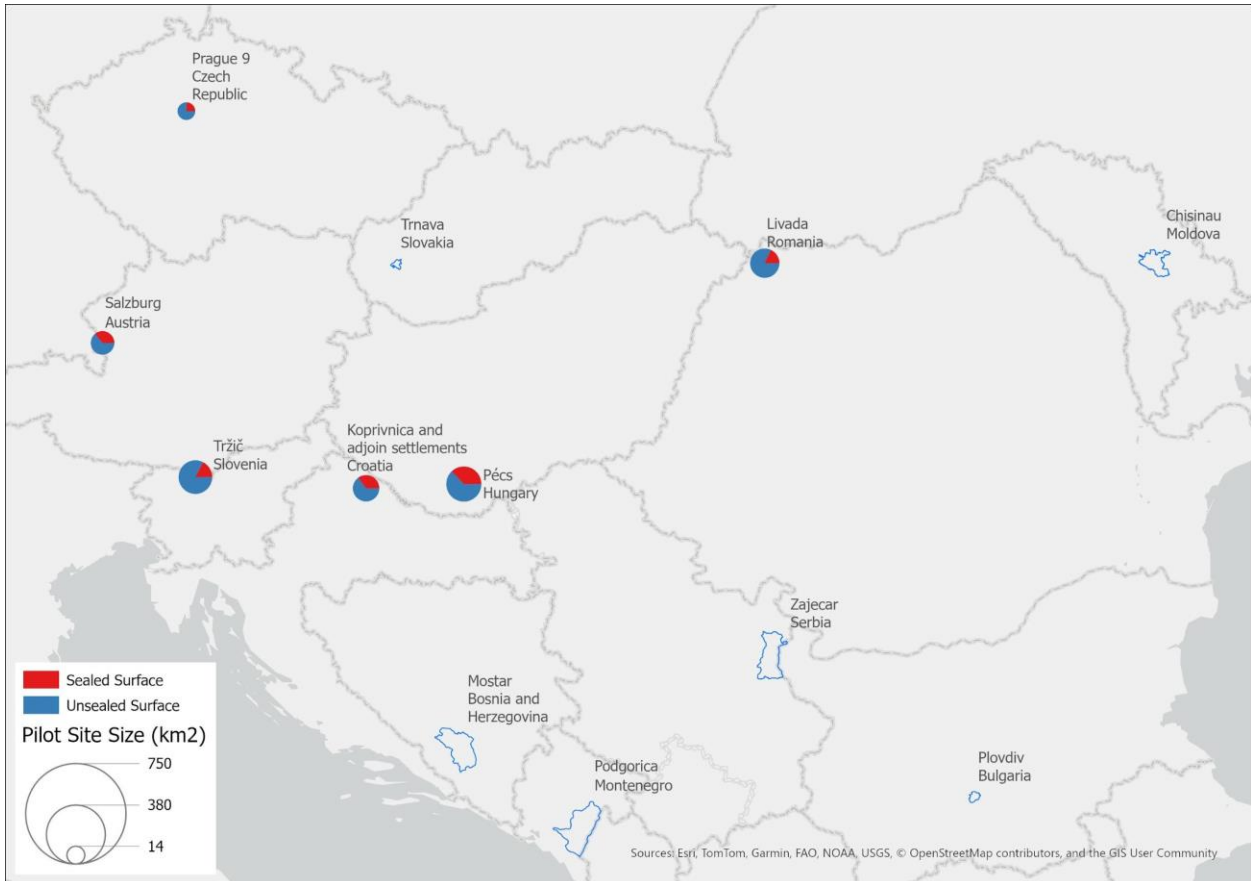 Prague 9
Czech
Republic
Trnava
Slovakia
Livada
Romania
Chisinau
Moldova
Salzburg
Austria
Tržič
Slovenia
Koprivnica and
adjoin settlements
Croatia
Pécs
Hungary
Zajecar
Serbia
Mostar
Bosnia and
Herzegovina
Podgorica
Montenegro
Plovdiv
Bulgaria
Sealed Surface
Unsealed Surface
Pilot Site Size (km2)
750
380
14
Sources: Esri, TomTom, Garmin, FAO, NOAA, USGS, © OpenStreetMap contributors, and the GIS User Community